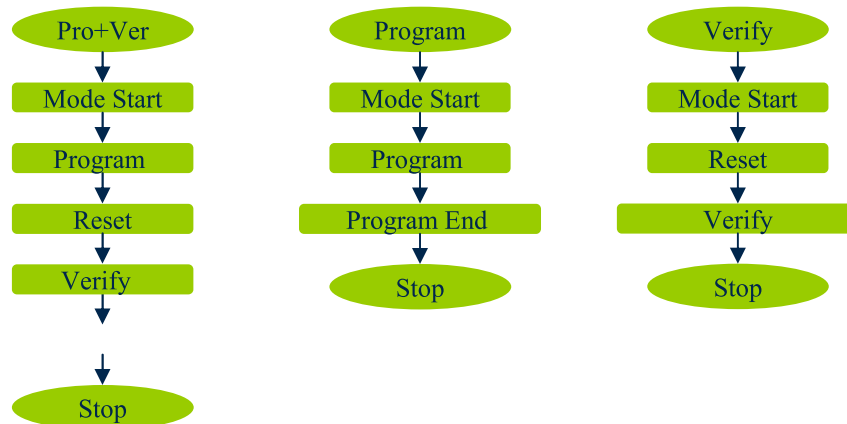 Pro+Ver
Mode Start
Program
Reset
Verify
Stop
Program
Mode Start
Program
Program End
Stop
Verify
Mode Start
Reset
Verify
Stop